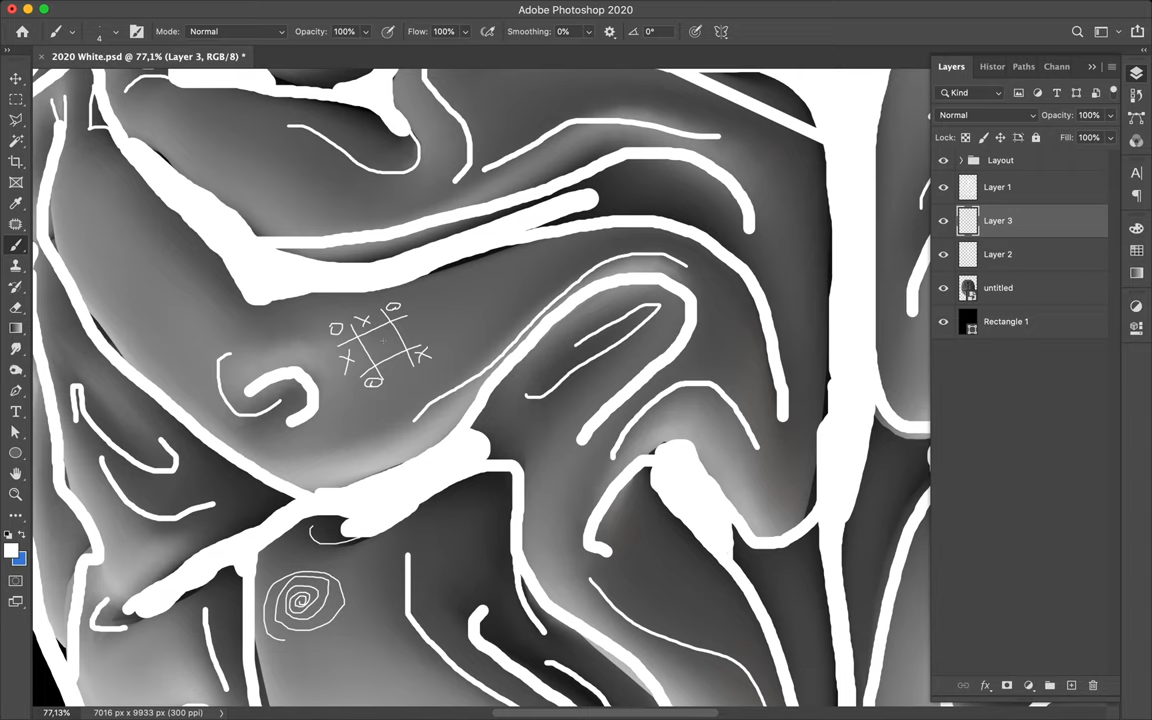 Adobe Photoshop 2020
4 Mode: Normal Opacity: 100% Flow: 100% Smoothing: 0% 0°
2020 White.psd @ 77,1% (Layer 3, RGB/8) *
Layers Histor Paths Chann
Kind
Normal Opacity: 100%
Lock: Fill: 100%
Layout
Layer 1
Layer 3
Layer 2
untitled
Rectangle 1
O X O
X X
O
77,13% 7016 px x 9933 px (300 ppi)
fx